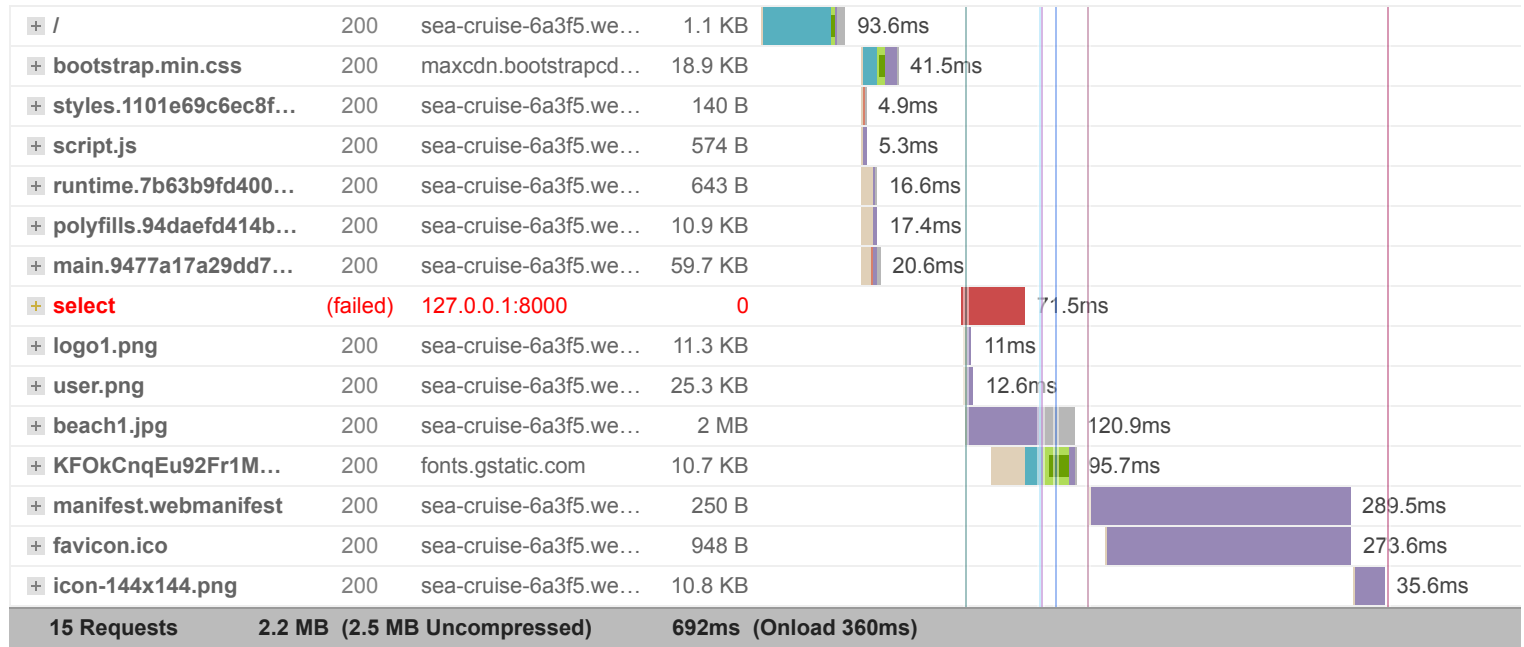 / 200 sea-cruise-6a3f5.we… 1.1 KB 93.6ms
bootstrap.min.css 200 maxcdn.bootstrapcd… 18.9 KB 41.5ms
styles.1101e69c6ec8f… 200 sea-cruise-6a3f5.we… 140 B 4.9ms
script.js 200 sea-cruise-6a3f5.we… 574 B 5.3ms
runtime.7b63b9fd400… 200 sea-cruise-6a3f5.we… 643 B 16.6ms
polyfills.94daefd414b… 200 sea-cruise-6a3f5.we… 10.9 KB 17.4ms
main.9477a17a29dd7… 200 sea-cruise-6a3f5.we… 59.7 KB 20.6ms
select (failed) 127.0.0.1:8000 0 71.5ms
logo1.png 200 sea-cruise-6a3f5.we… 11.3 KB 11ms
user.png 200 sea-cruise-6a3f5.we… 25.3 KB 12.6ms
beach1.jpg 200 sea-cruise-6a3f5.we… 2 MB 120.9ms
KFOkCnqEu92Fr1M… 200 fonts.gstatic.com 10.7 KB 95.7ms
manifest.webmanifest 200 sea-cruise-6a3f5.we… 250 B 289.5ms
favicon.ico 200 sea-cruise-6a3f5.we… 948 B 273.6ms
icon-144x144.png 200 sea-cruise-6a3f5.we… 10.8 KB 35.6ms
15 Requests 2.2 MB (2.5 MB Uncompressed) 692ms (Onload 360ms)